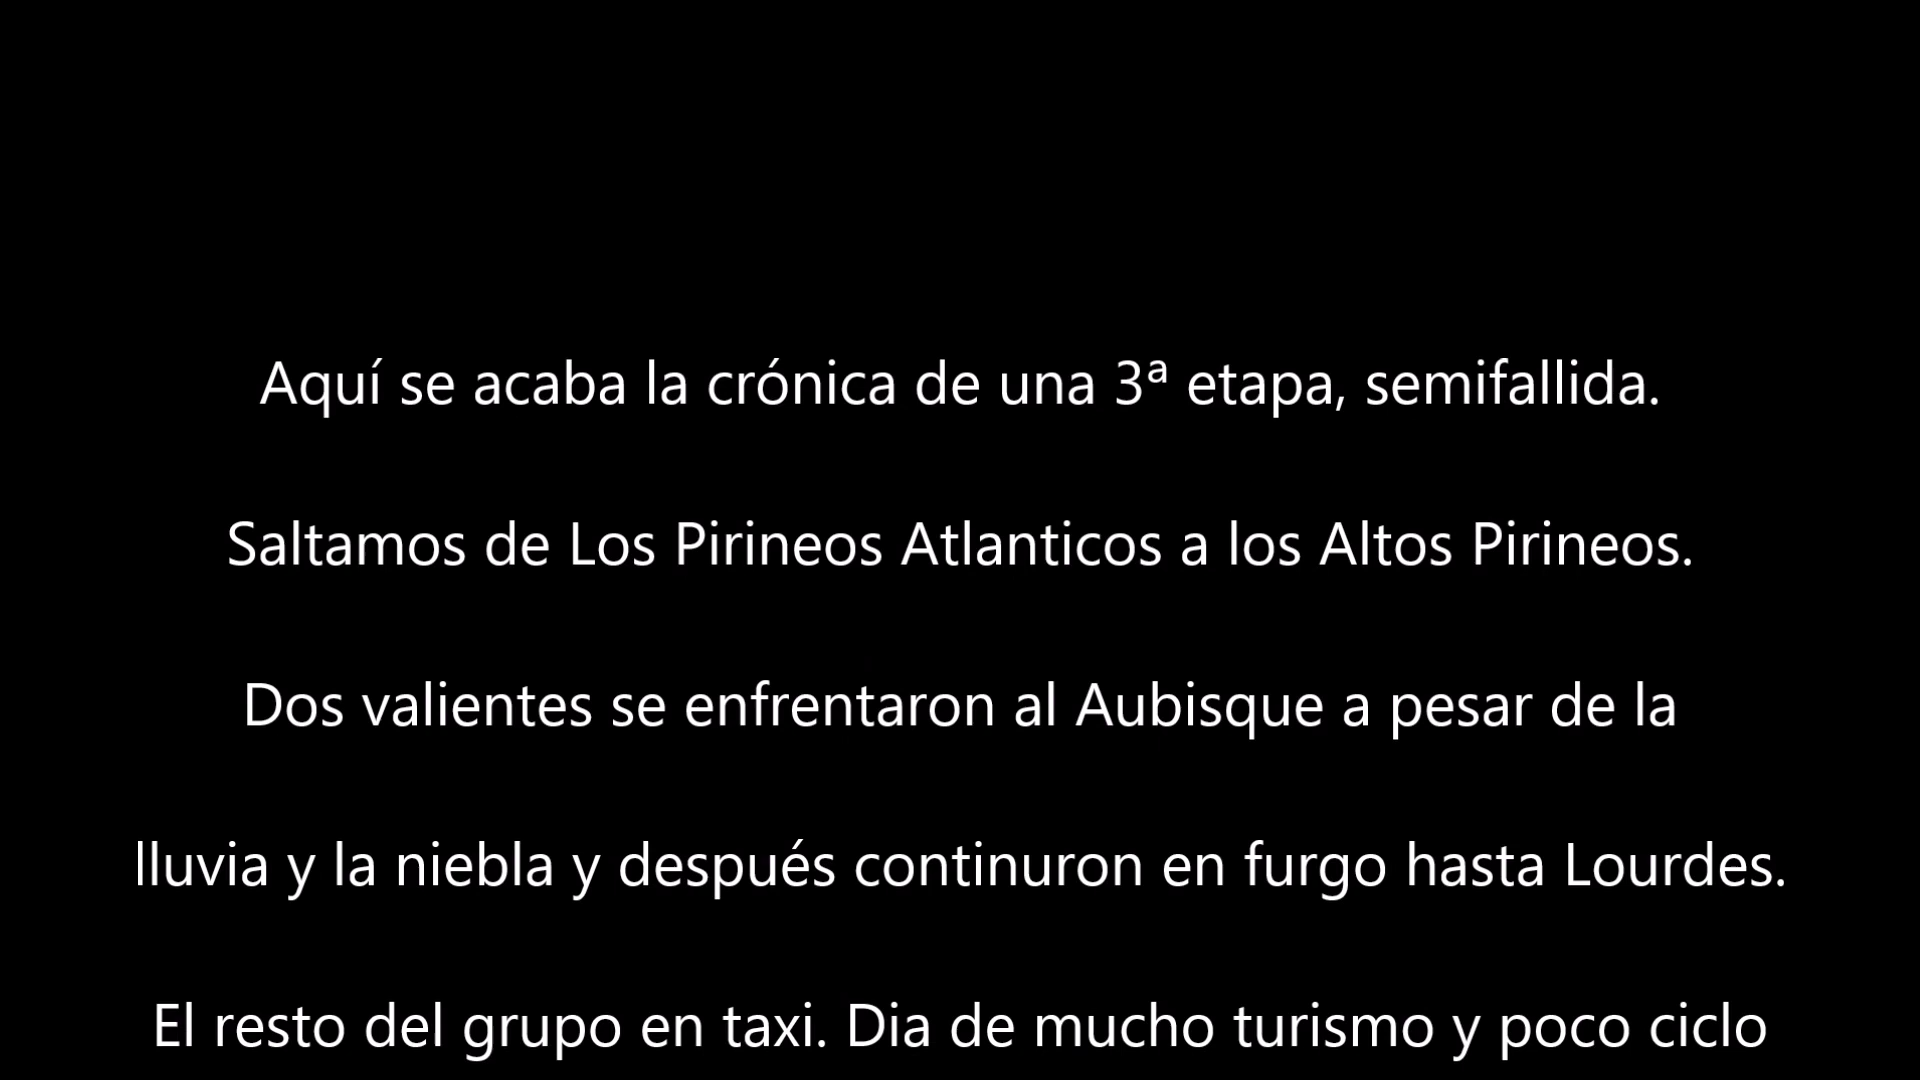 Aquí se acaba la crónica de una 3ª etapa, semifallida.
Saltamos de Los Pirineos Atlanticos a los Altos Pirineos.
Dos valientes se enfrentaron al Aubisque a pesar de la
lluvia y la niebla y después continuron en furgo hasta Lourdes.
El resto del grupo en taxi. Dia de mucho turismo y poco ciclo